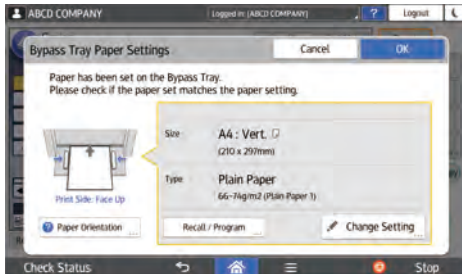 ABCD COMPANY
Logged in: [ABCD COMPANY]
?
Logout
Bypass Tray Paper Settings
Cancel
OK
Paper has been set on the Bypass Tray.
Please check if the paper set matches the paper setting.
Size
A4 : Vert.
(210 x 297mm)
Type
Plain Paper
66-74g/m2 (Plain Paper 1)
Print Side: Face Up
? Paper Orientation ...
Recall / Program ...
Change Setting ...
Check Status
Stop